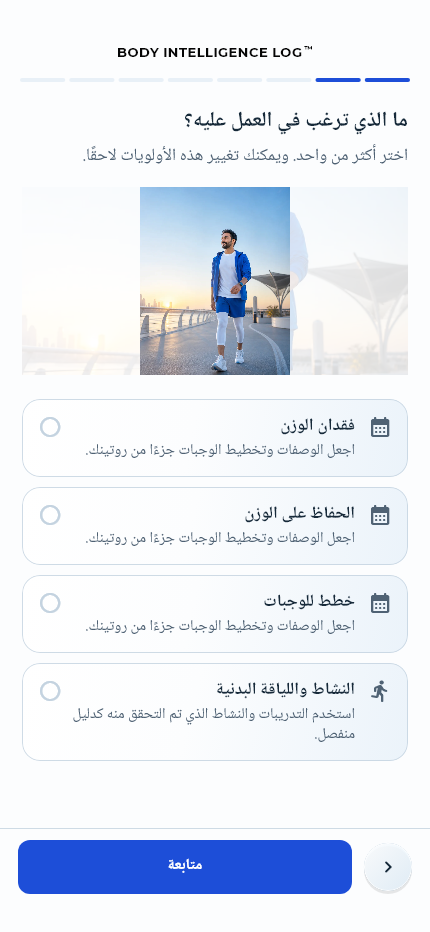 BODY INTELLIGENCE LOG™
ما الذي ترغب في العمل عليه؟
اختر أكثر من واحد. ويمكنك تغيير هذه الأولويات لاحقًا.
فقدان الوزن
اجعل الوصفات وتخطيط الوجبات جزءًا من روتينك.
الحفاظ على الوزن
اجعل الوصفات وتخطيط الوجبات جزءًا من روتينك.
خطط للوجبات
اجعل الوصفات وتخطيط الوجبات جزءًا من روتينك.
النشاط واللياقة البدنية
استخدم التدريبات والنشاط الذي تم التحقق منه كدليل
منفصل.
متابعة